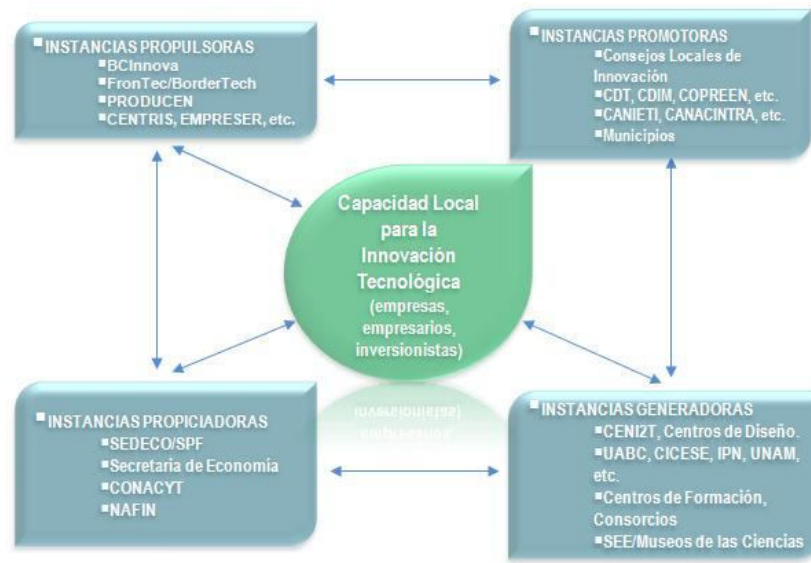 ▪INSTANCIAS PROPULSORAS
▪BCInnova
▪FronTec/BorderTech
▪PRODUCEN
▪CENTRIS, EMPRESER, etc.
▪INSTANCIAS PROMOTORAS
▪Consejos Locales de
Innovación
▪CDT, CDIM, COPREEN, etc.
▪CANIETI, CANACINTRA, etc.
▪Municipios
Capacidad Local
para la
Innovación
Tecnológica
(empresas,
empresarios,
inversionistas)
▪INSTANCIAS PROPICIADORAS
▪SEDECO/SPF
▪Secretaria de Economía
▪CONACYT
▪NAFIN
▪INSTANCIAS GENERADORAS
▪CENI2T, Centros de Diseño.
▪UABC, CICESE, IPN, UNAM,
etc.
▪Centros de Formación,
Consorcios
▪SEE/Museos de las Ciencias